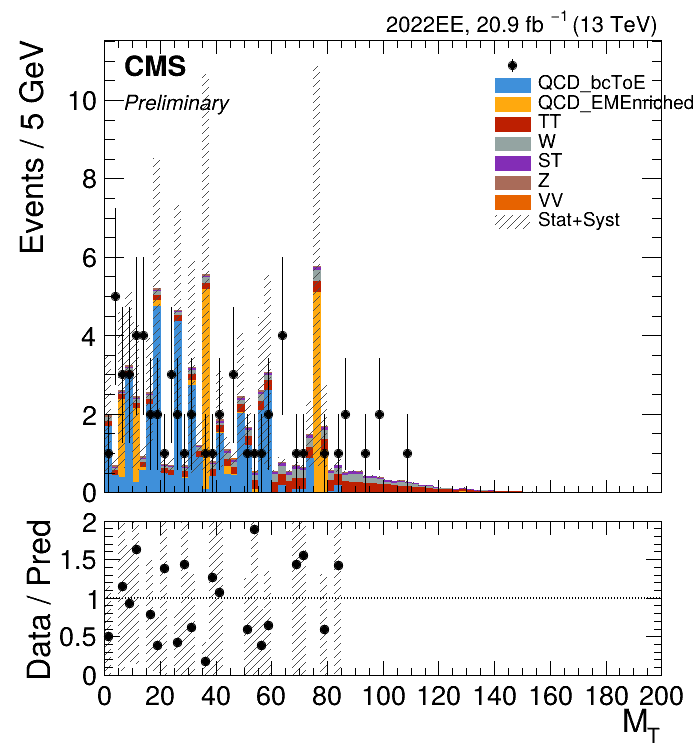 2022EE, 20.9 fb⁻¹ (13 TeV)
Events / 5 GeV
CMS
Preliminary
QCD_bcToE
QCD_EMEnriched
TT
W
ST
Z
VV
Stat+Syst
10
8
6
4
2
0
Data / Pred
2
1.5
1
0.5
0
0 20 40 60 80 100 120 140 160 180 200
M_T